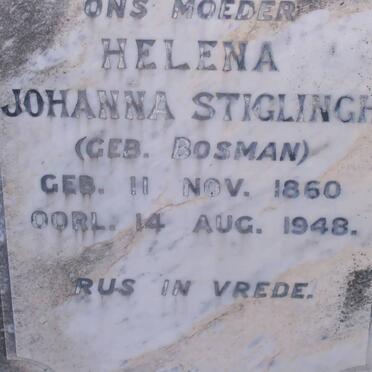 ONS MOEDER
HELENA
JOHANNA STIGLINGH
(GEB. BOSMAN)
GEB. 11 NOV. 1860
OORL. 14 AUG. 1948.
RUS IN VREDE.